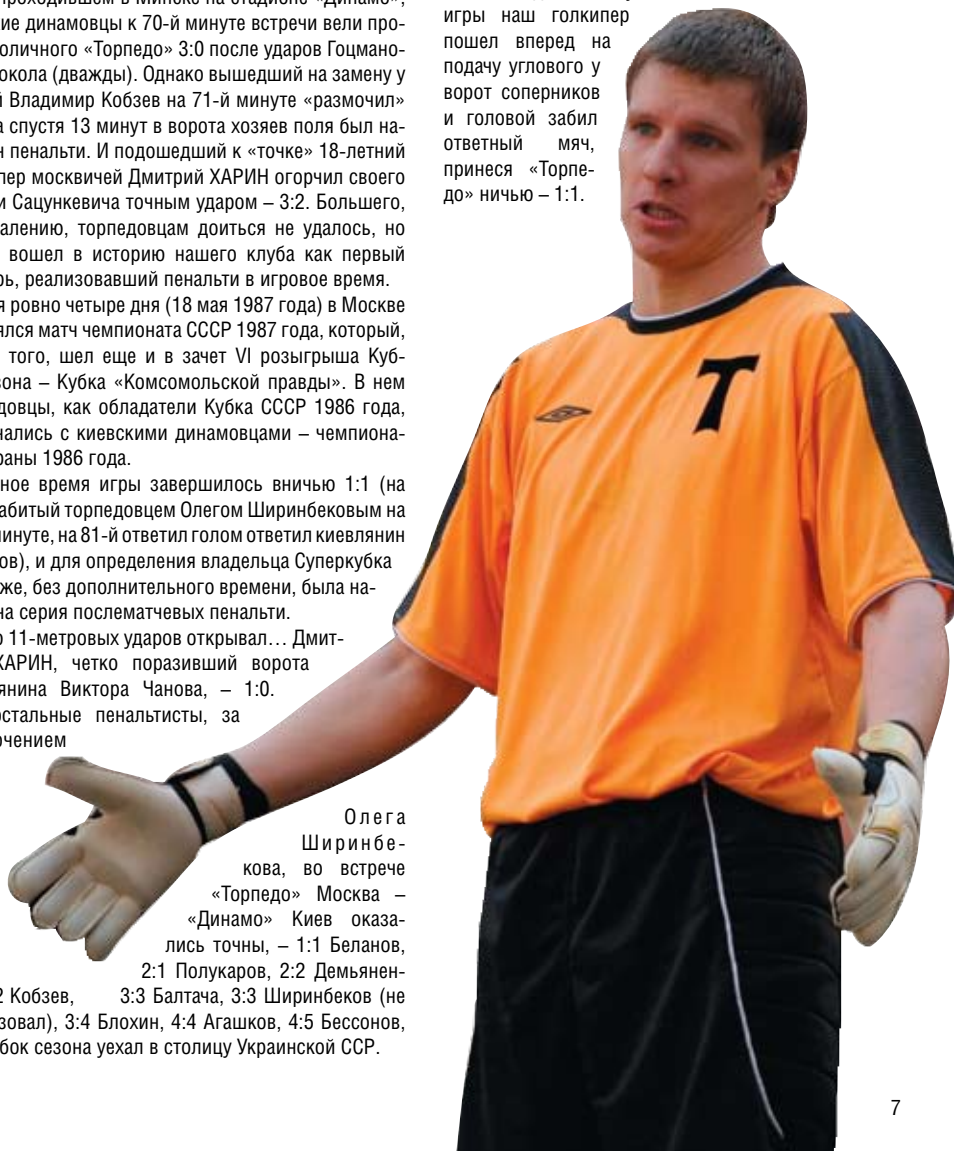 проходившем в Минске на стадионе «Динамо»,
кие динамовцы к 70-й минуте встречи вели про-
оличного «Торпедо» 3:0 после ударов Гоцмано-
окола (дважды). Однако вышедший на замену у
й Владимир Кобзев на 71-й минуте «размочил»
а спустя 13 минут в ворота хозяев поля был на-
н пенальти. И подошедший к «точке» 18-летний
пер москвичей Дмитрий ХАРИН огорчил своего
и Сацункевича точным ударом – 3:2. Большего,
алению, торпедовцам доиться не удалось, но
вошел в историю нашего клуба как первый
рь, реализовавший пенальти в игровое время.
я ровно четыре дня (18 мая 1987 года) в Москве
ялся матч чемпионата СССР 1987 года, который,
того, шел еще и в зачет VI розыгрыша Куб-
зона – Кубка «Комсомольской правды». В нем
довцы, как обладатели Кубка СССР 1986 года,
чались с киевскими динамовцами – чемпиона-
раны 1986 года.
ное время игры завершилось вничью 1:1 (на
абитый торпедовцем Олегом Ширинбековым на
минуте, на 81-й ответил голом ответил киевлянин
ов), и для определения владельца Суперкубка
же, без дополнительного времени, была на-
на серия послематчевых пенальти.
р 11-метровых ударов открывал... Дмит-
ХАРИН, четко поразивший ворота
янина Виктора Чанова, – 1:0.
остальные пенальтисты, за
ючением
Олега
Ширинбе-
кова, во встрече
«Торпедо» Москва –
«Динамо» Киев оказа-
лись точны, – 1:1 Беланов,
2:1 Полукаров, 2:2 Демьянен-
2 Кобзев, 3:3 Балтача, 3:3 Ширинбеков (не
зовал), 3:4 Блохин, 4:4 Агашков, 4:5 Бессонов,
бок сезона уехал в столицу Украинской ССР.
игры наш голкипер
пошел вперед на
подачу углового у
ворот соперников
и головой забил
ответный мяч,
принеся «Торпе-
до» ничью – 1:1.
Т
7